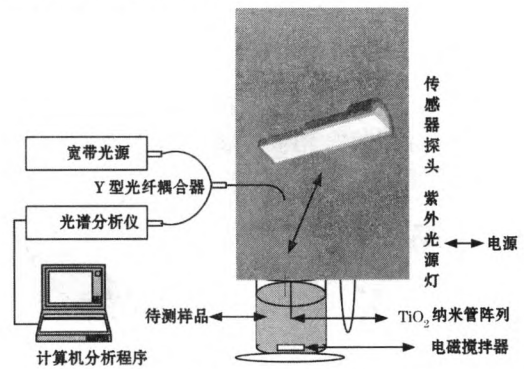 宽带光源
Y 型光纤耦合器
光谱分析仪
计算机分析程序
待测样品
传感器探头
紫外光源灯
电源
TiO₂ 纳米管阵列
电磁搅拌器